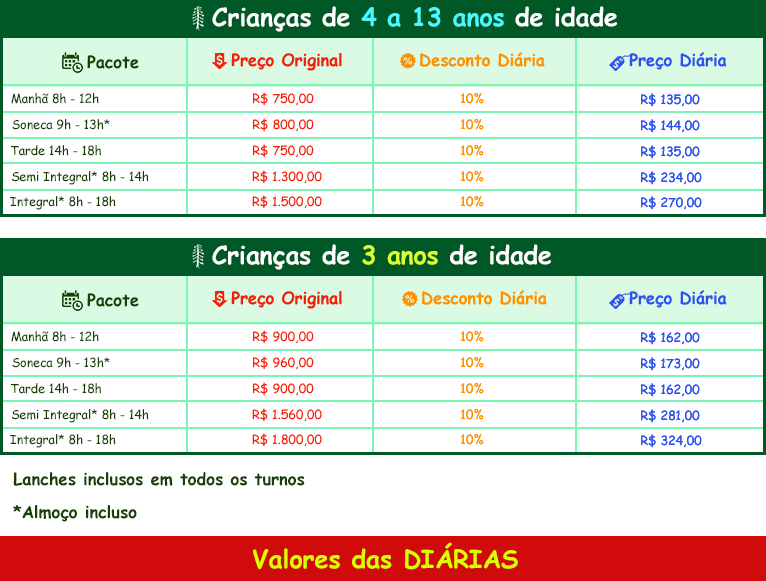 Crianças de 4 a 13 anos de idade
Pacote Preço Original Desconto Diária Preço Diária
Manhã 8h - 12h R$ 750,00 10% R$ 135,00
Soneca 9h - 13h* R$ 800,00 10% R$ 144,00
Tarde 14h - 18h R$ 750,00 10% R$ 135,00
Semi Integral* 8h - 14h R$ 1.300,00 10% R$ 234,00
Integral* 8h - 18h R$ 1.500,00 10% R$ 270,00
Crianças de 3 anos de idade
Pacote Preço Original Desconto Diária Preço Diária
Manhã 8h - 12h R$ 900,00 10% R$ 162,00
Soneca 9h - 13h* R$ 960,00 10% R$ 173,00
Tarde 14h - 18h R$ 900,00 10% R$ 162,00
Semi Integral* 8h - 14h R$ 1.560,00 10% R$ 281,00
Integral* 8h - 18h R$ 1.800,00 10% R$ 324,00
Lanches inclusos em todos os turnos
*Almoço incluso
Valores das DIÁRIAS